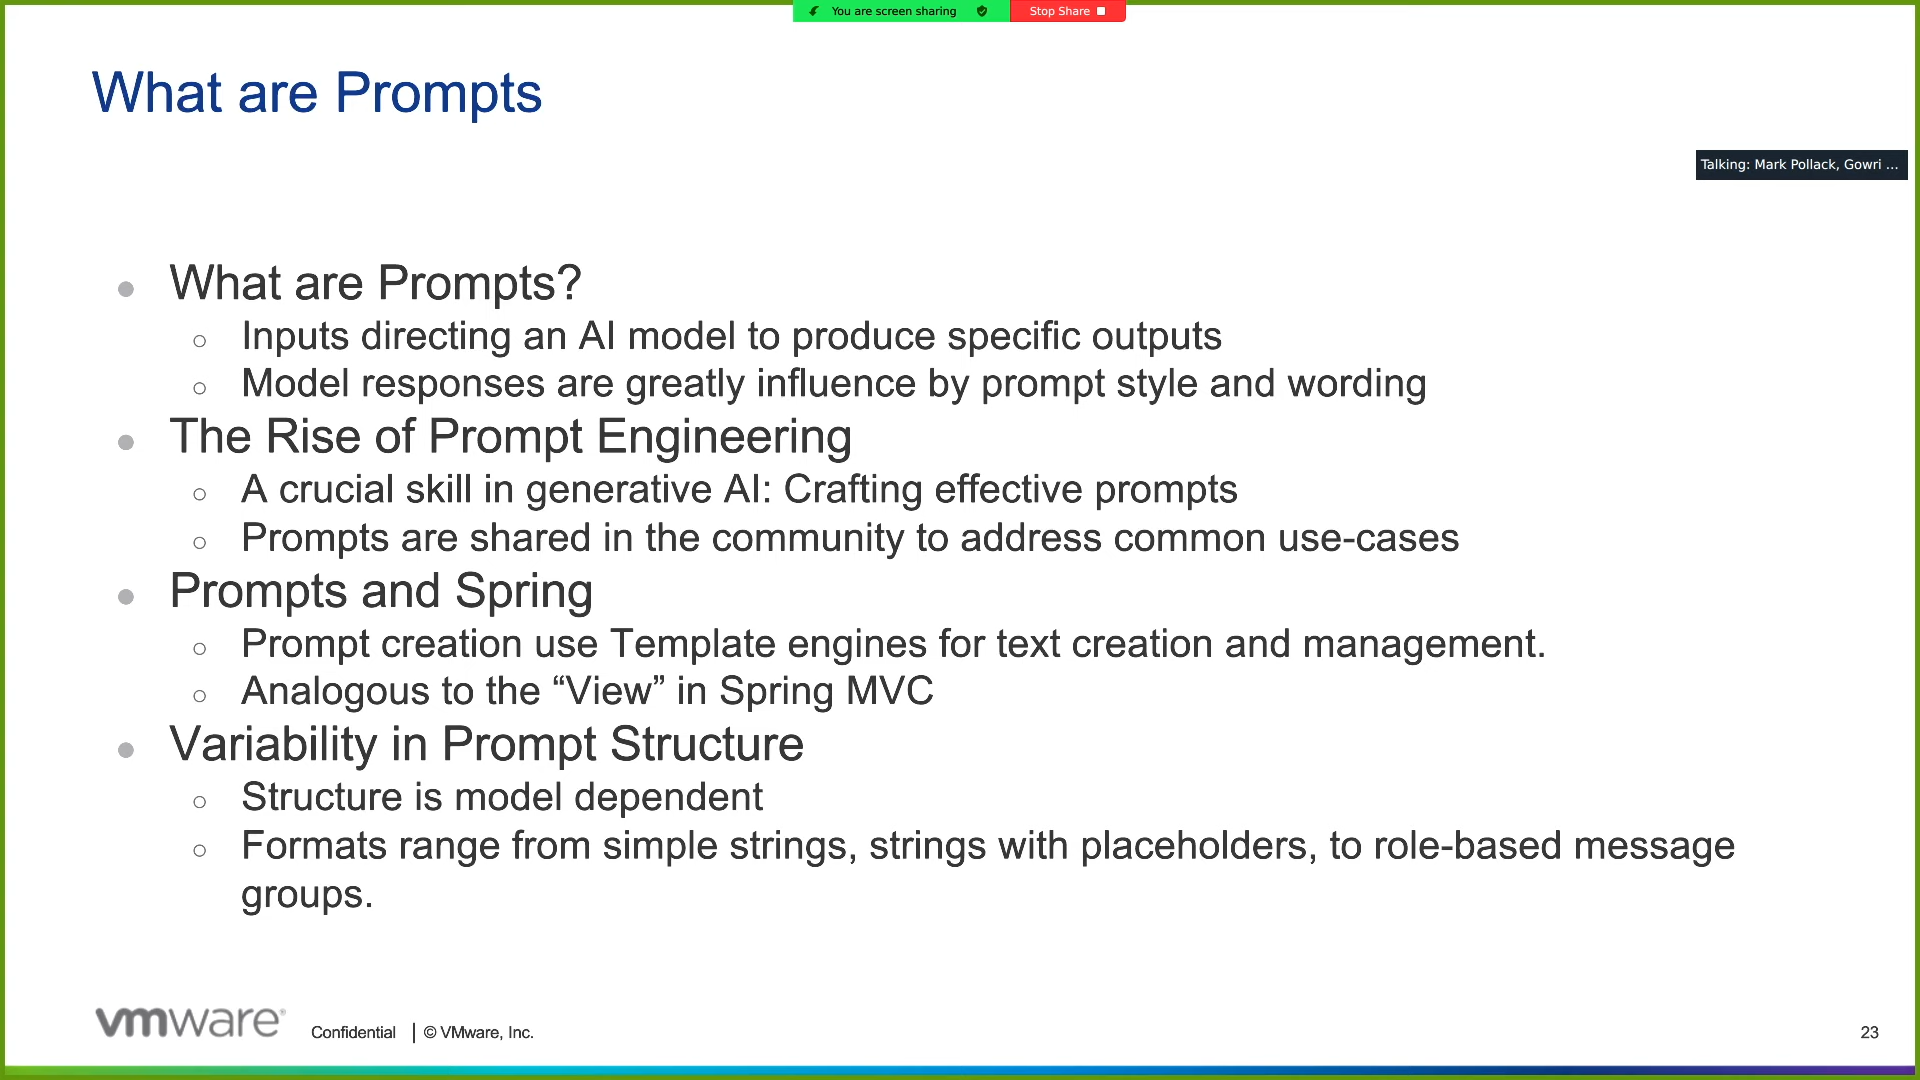 You are screen sharing Stop Share
What are Prompts
Talking: Mark Pollack, Gowri ...
What are Prompts?
Inputs directing an AI model to produce specific outputs
Model responses are greatly influence by prompt style and wording
The Rise of Prompt Engineering
A crucial skill in generative AI: Crafting effective prompts
Prompts are shared in the community to address common use-cases
Prompts and Spring
Prompt creation use Template engines for text creation and management.
Analogous to the “View” in Spring MVC
Variability in Prompt Structure
Structure is model dependent
Formats range from simple strings, strings with placeholders, to role-based message
groups.
vmware® Confidential | © VMware, Inc. 23